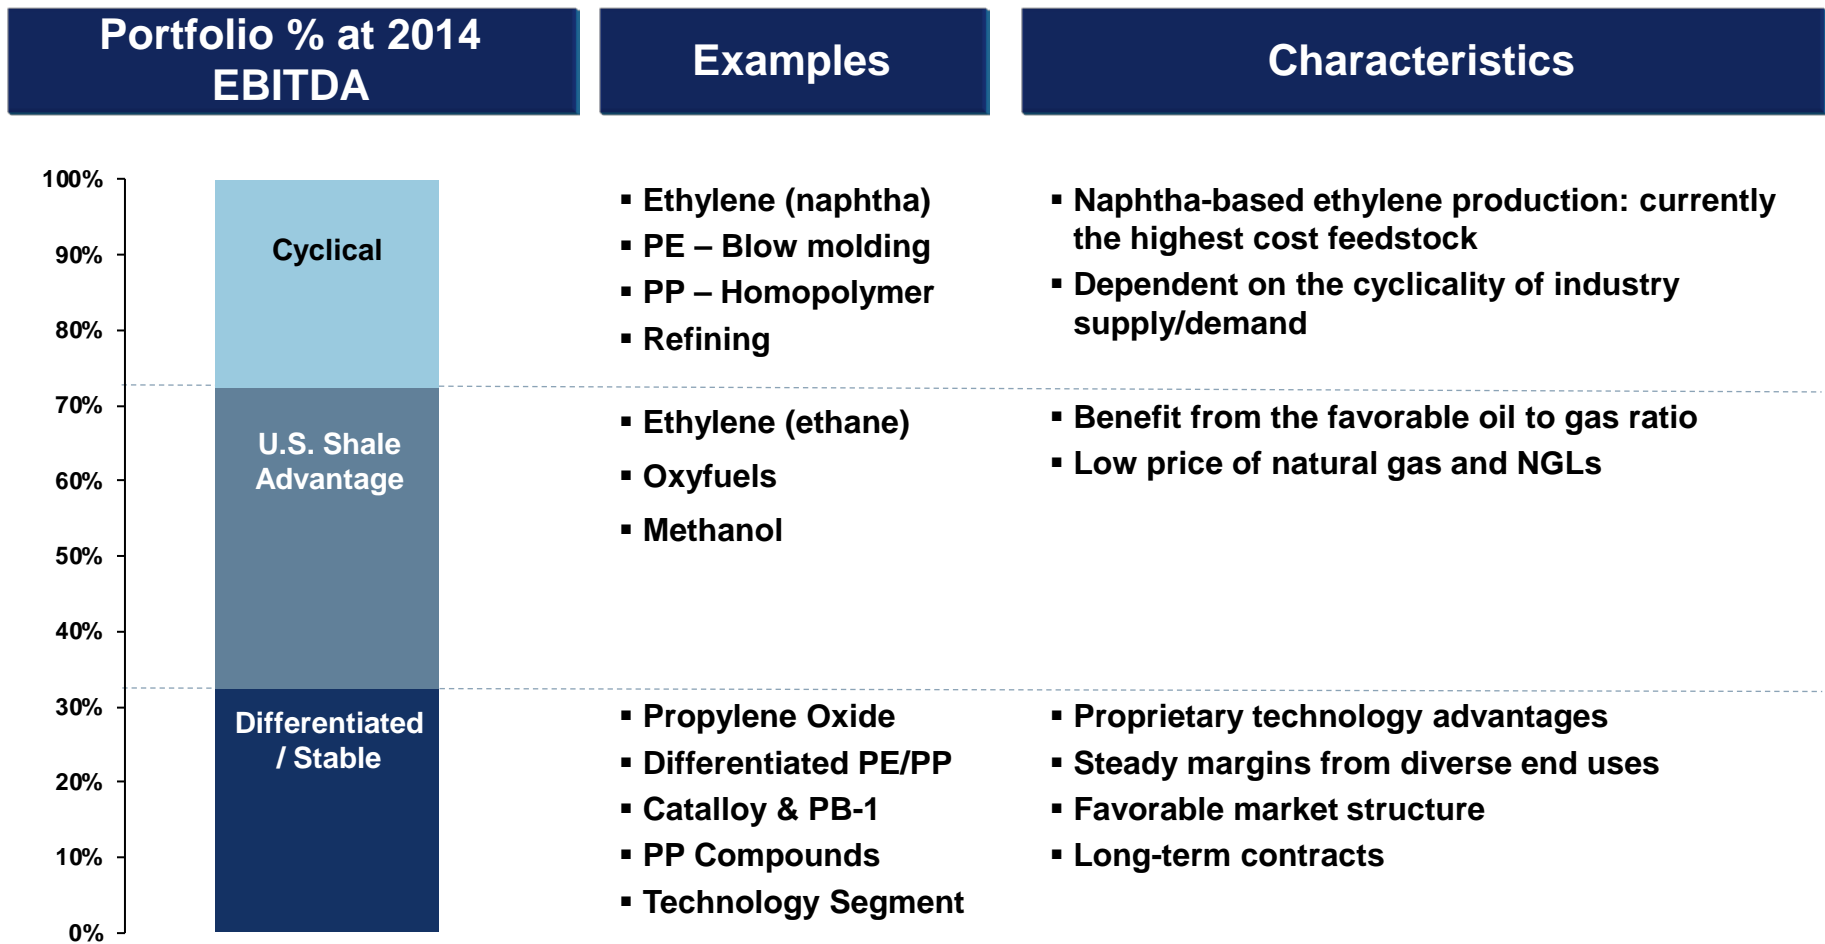 Portfolio % at 2014
EBITDA
Examples
Characteristics
100%
90%
80%
70%
60%
50%
40%
30%
20%
10%
0%
Cyclical
U.S. Shale
Advantage
Differentiated
/ Stable
▪ Ethylene (naphtha)
▪ PE – Blow molding
▪ PP – Homopolymer
▪ Refining
▪ Naphtha-based ethylene production: currently
the highest cost feedstock
▪ Dependent on the cyclicality of industry
supply/demand
▪ Ethylene (ethane)
▪ Oxyfuels
▪ Methanol
▪ Benefit from the favorable oil to gas ratio
▪ Low price of natural gas and NGLs
▪ Propylene Oxide
▪ Differentiated PE/PP
▪ Catalloy & PB-1
▪ PP Compounds
▪ Technology Segment
▪ Proprietary technology advantages
▪ Steady margins from diverse end uses
▪ Favorable market structure
▪ Long-term contracts